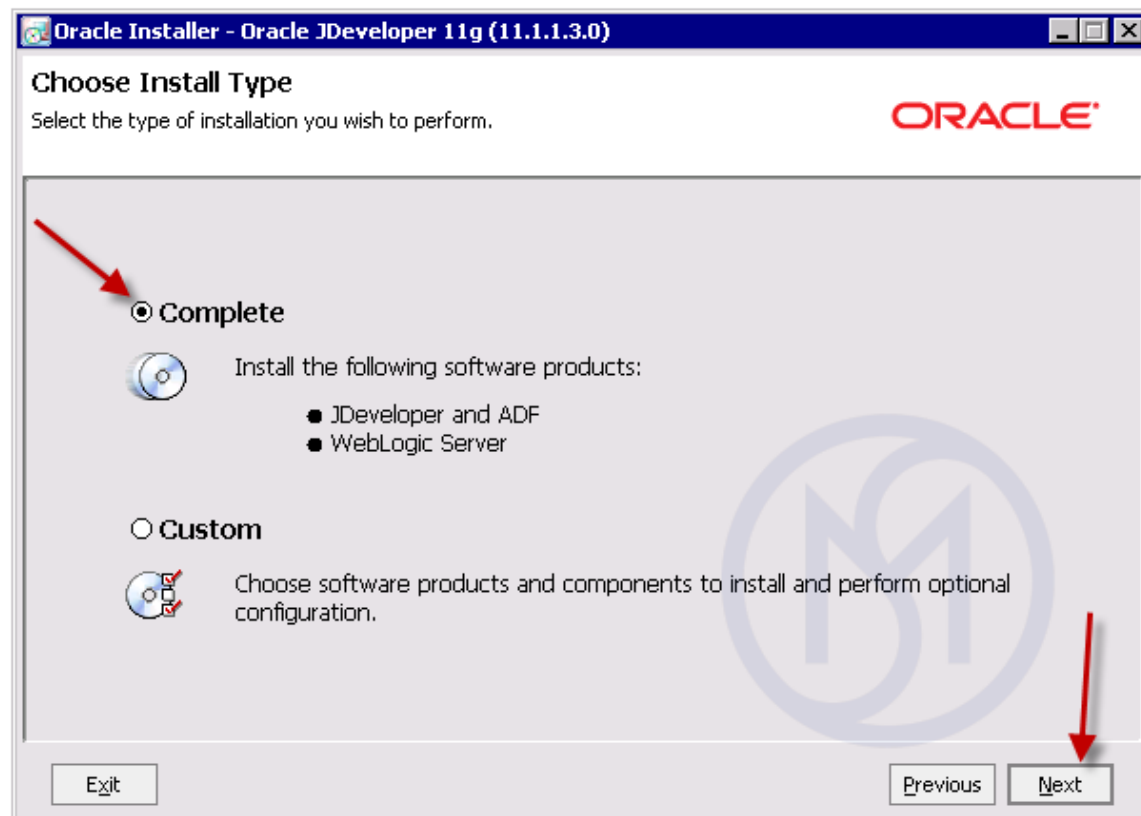 Oracle Installer - Oracle JDeveloper 11g (11.1.1.3.0)
Choose Install Type
Select the type of installation you wish to perform.
ORACLE
Complete
Install the following software products:
JDeveloper and ADF
WebLogic Server
Custom
Choose software products and components to install and perform optional
configuration.
Exit
Previous
Next